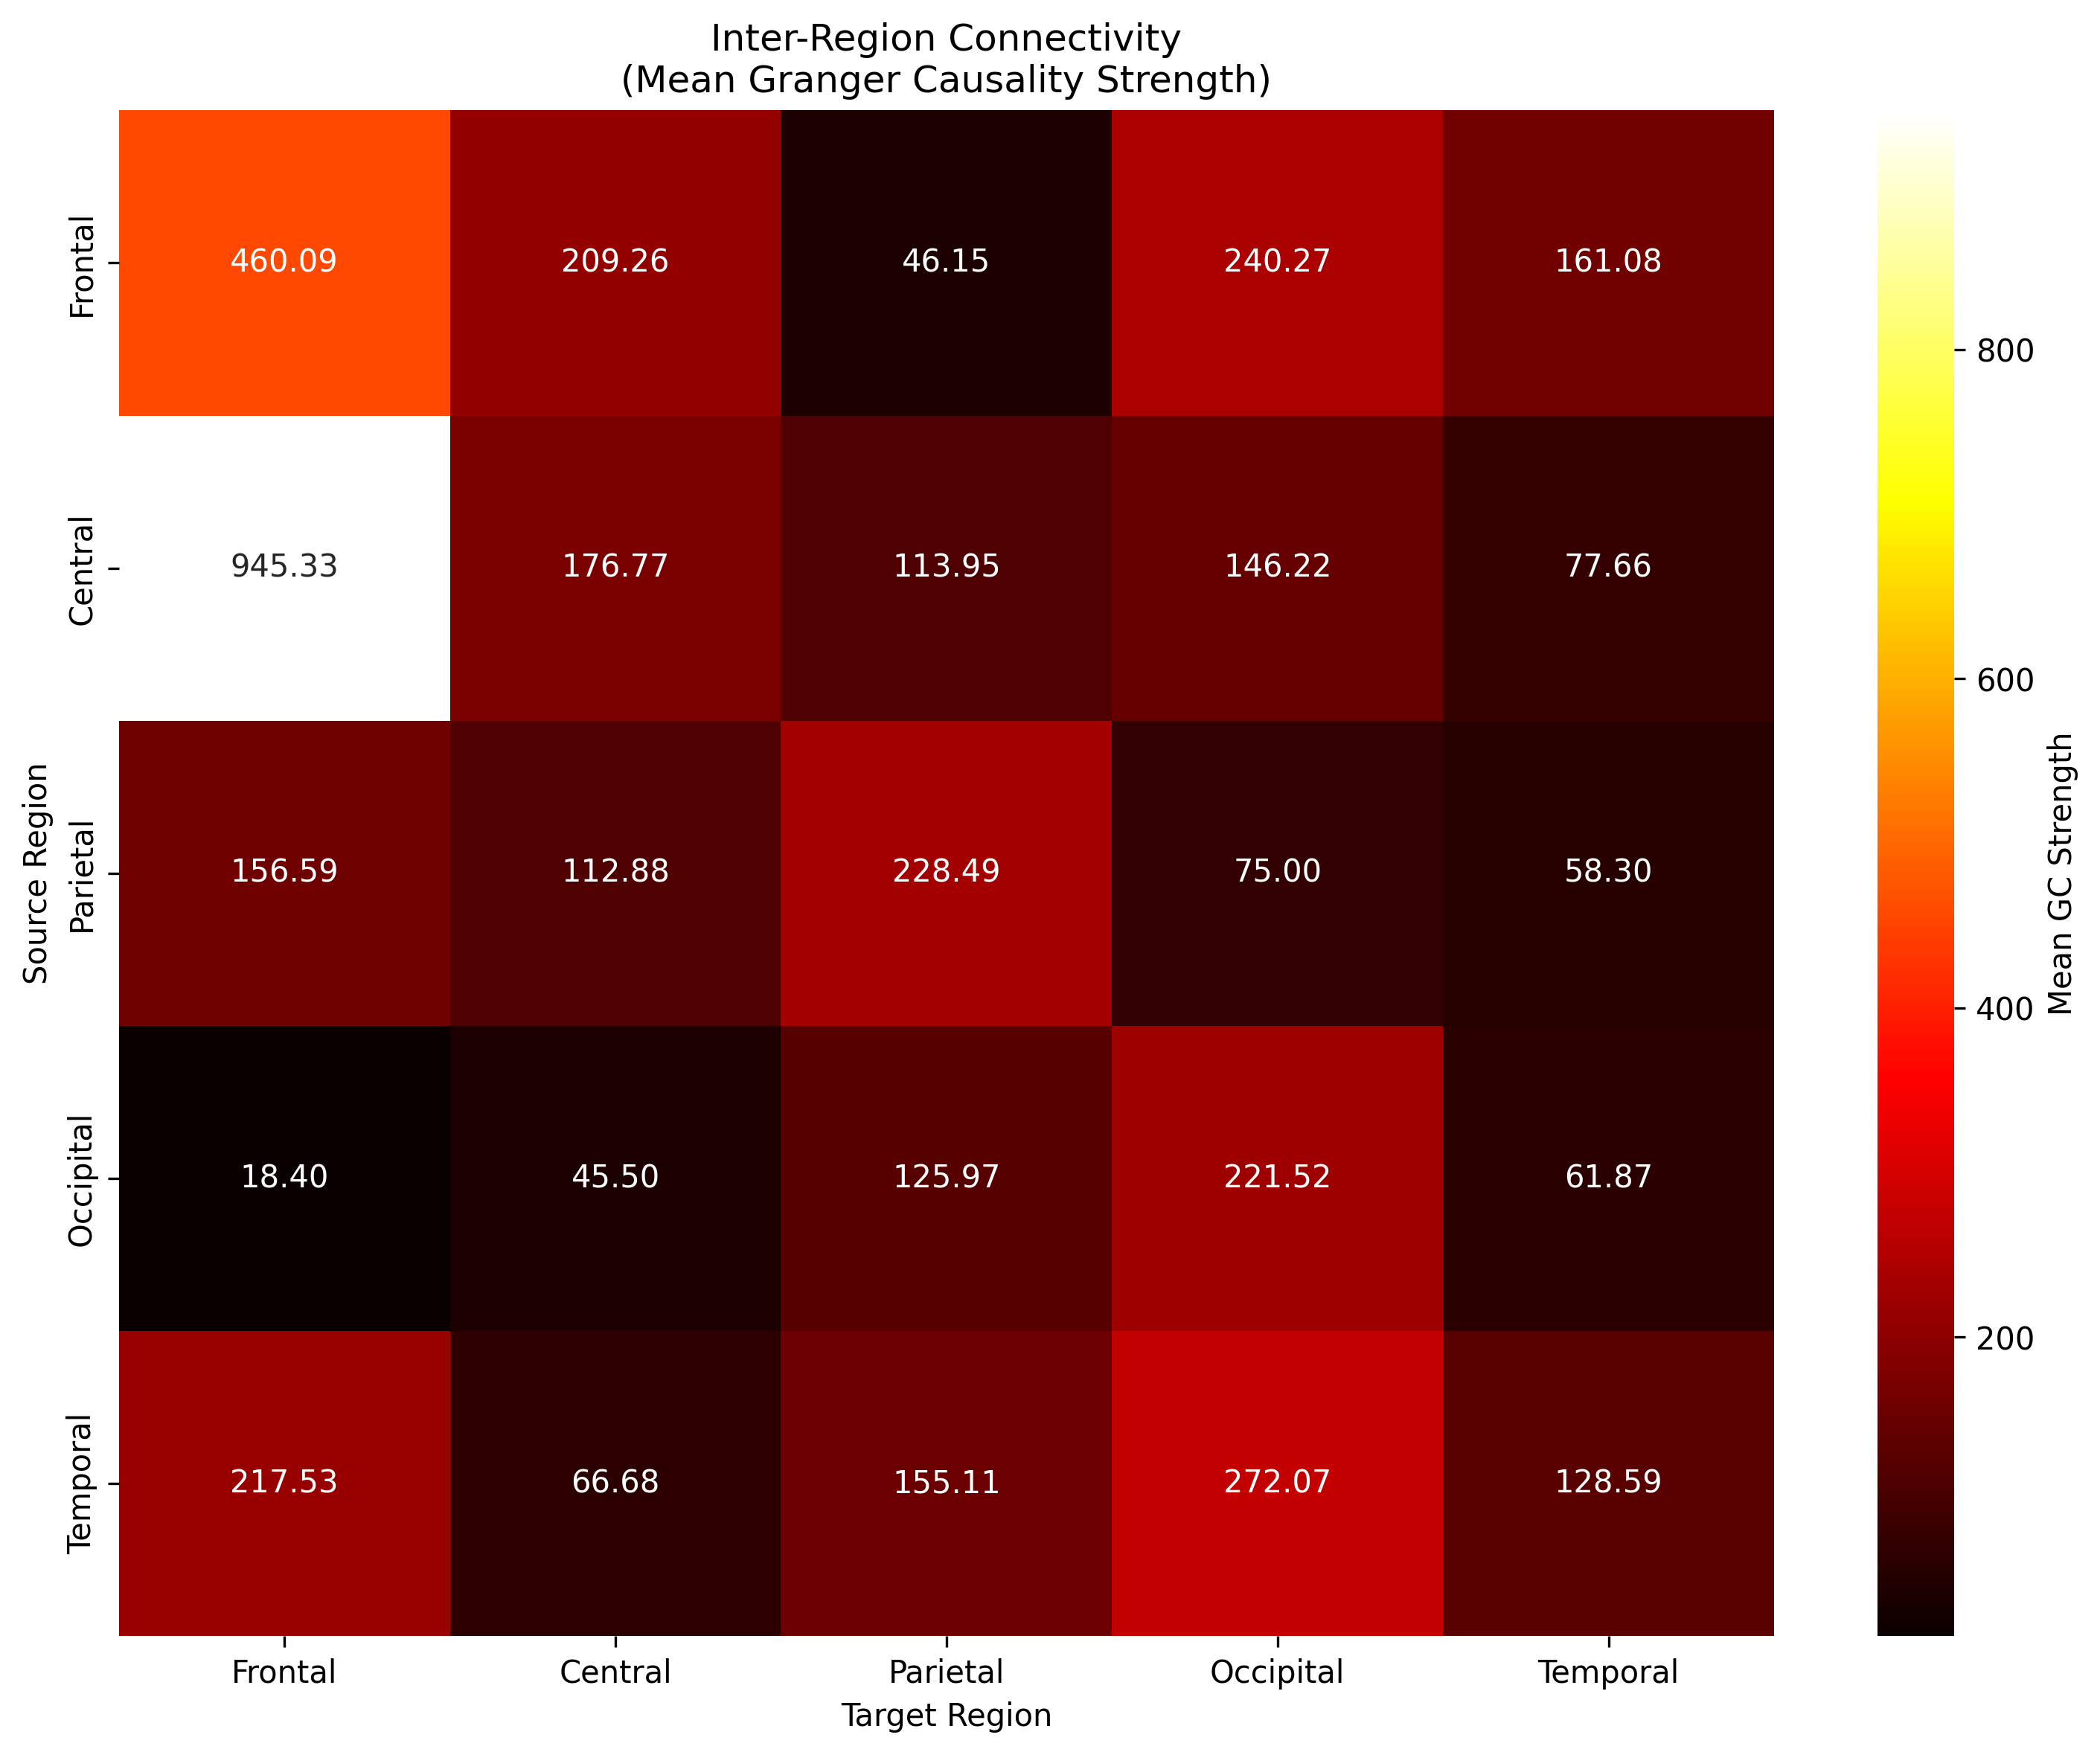 Inter-Region Connectivity
(Mean Granger Causality Strength)
Source Region
Frontal
460.09 209.26 46.15 240.27 161.08
Central
945.33 176.77 113.95 146.22 77.66
Parietal
156.59 112.88 228.49 75.00 58.30
Occipital
18.40 45.50 125.97 221.52 61.87
Temporal
217.53 66.68 155.11 272.07 128.59
Frontal Central Parietal Occipital Temporal
Target Region
800
600
400
200
Mean GC Strength